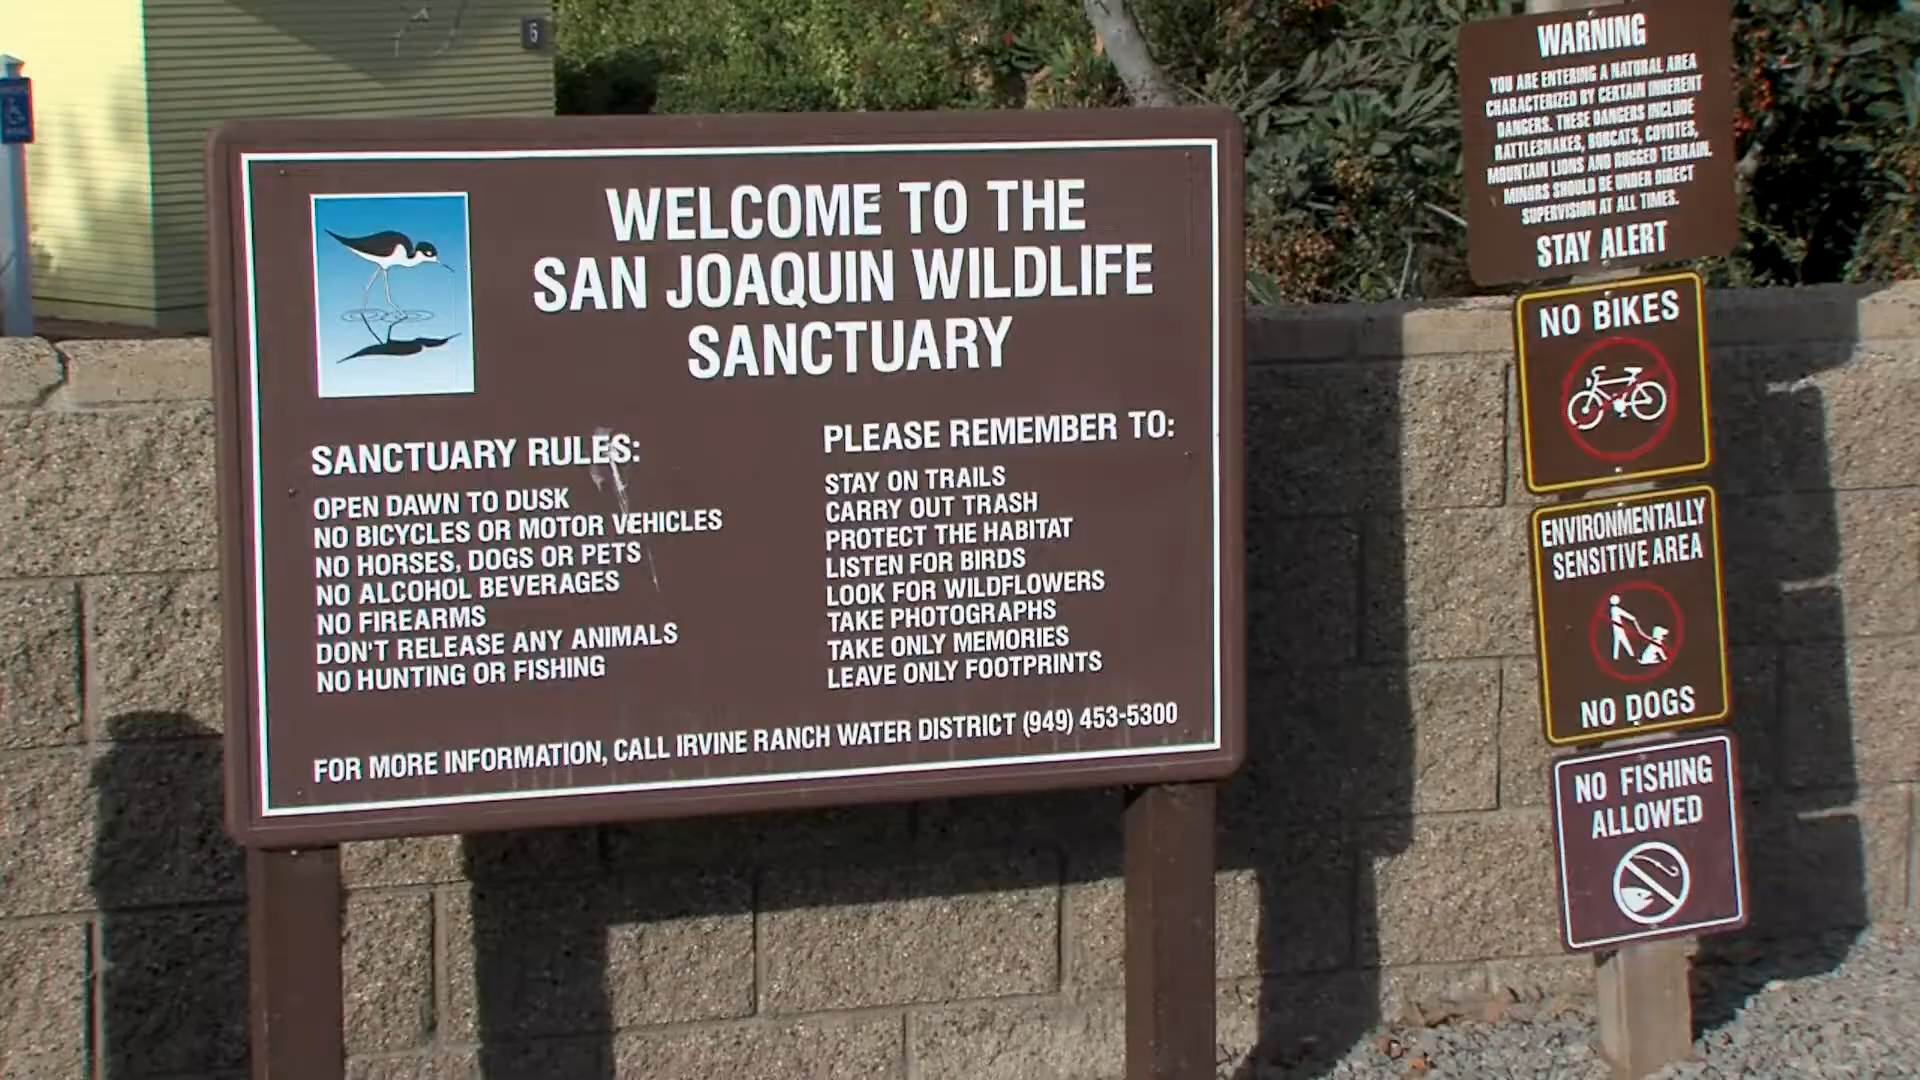 5
WELCOME TO THE
SAN JOAQUIN WILDLIFE
SANCTUARY
SANCTUARY RULES:
OPEN DAWN TO DUSK
NO BICYCLES OR MOTOR VEHICLES
NO HORSES, DOGS OR PETS
NO ALCOHOL BEVERAGES
NO FIREARMS
DON'T RELEASE ANY ANIMALS
NO HUNTING OR FISHING
PLEASE REMEMBER TO:
STAY ON TRAILS
CARRY OUT TRASH
PROTECT THE HABITAT
LISTEN FOR BIRDS
LOOK FOR WILDFLOWERS
TAKE PHOTOGRAPHS
TAKE ONLY MEMORIES
LEAVE ONLY FOOTPRINTS
FOR MORE INFORMATION, CALL IRVINE RANCH WATER DISTRICT (949) 453-5300
WARNING
YOU ARE ENTERING A NATURAL AREA
CHARACTERIZED BY CERTAIN INHERENT
DANGERS. THESE DANGERS INCLUDE
RATTLESNAKES, BOBCATS, COYOTES,
MOUNTAIN LIONS AND RUGGED TERRAIN.
MINORS SHOULD BE UNDER DIRECT
SUPERVISION AT ALL TIMES.
STAY ALERT
NO BIKES
ENVIRONMENTALLY
SENSITIVE AREA
NO DOGS
NO FISHING
ALLOWED